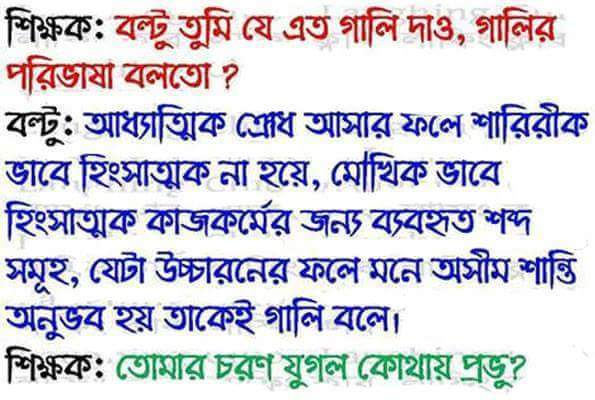 শিক্ষক: বল্টু তুমি যে এত গালি দাও, গালির
পরিভাষা বলতো ?
বল্টু: আধ্যাত্মিক ক্রোধ আসার ফলে শারিরীক
ভাবে হিংসাত্মক না হয়ে, মৌখিক ভাবে
হিংসাত্মক কাজকর্মের জন্য ব্যবহৃত শব্দ
সমূহ, যেটা উচ্চারনের ফলে মনে অসীম শান্তি
অনুভব হয় তাকেই গালি বলে।
শিক্ষক: তোমার চরণ যুগল কোথায় প্রভু?